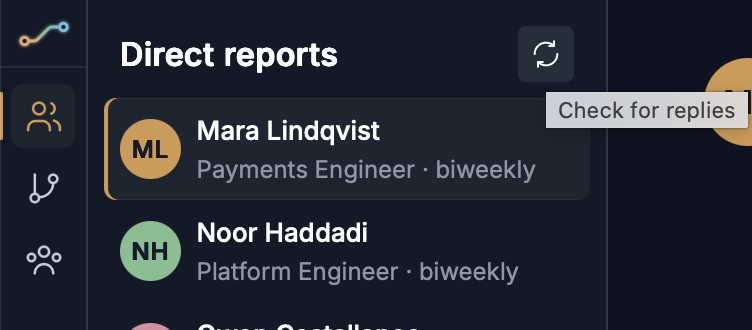 Direct reports
Check for replies
ML
Mara Lindqvist
Payments Engineer · biweekly
NH
Noor Haddadi
Platform Engineer · biweekly